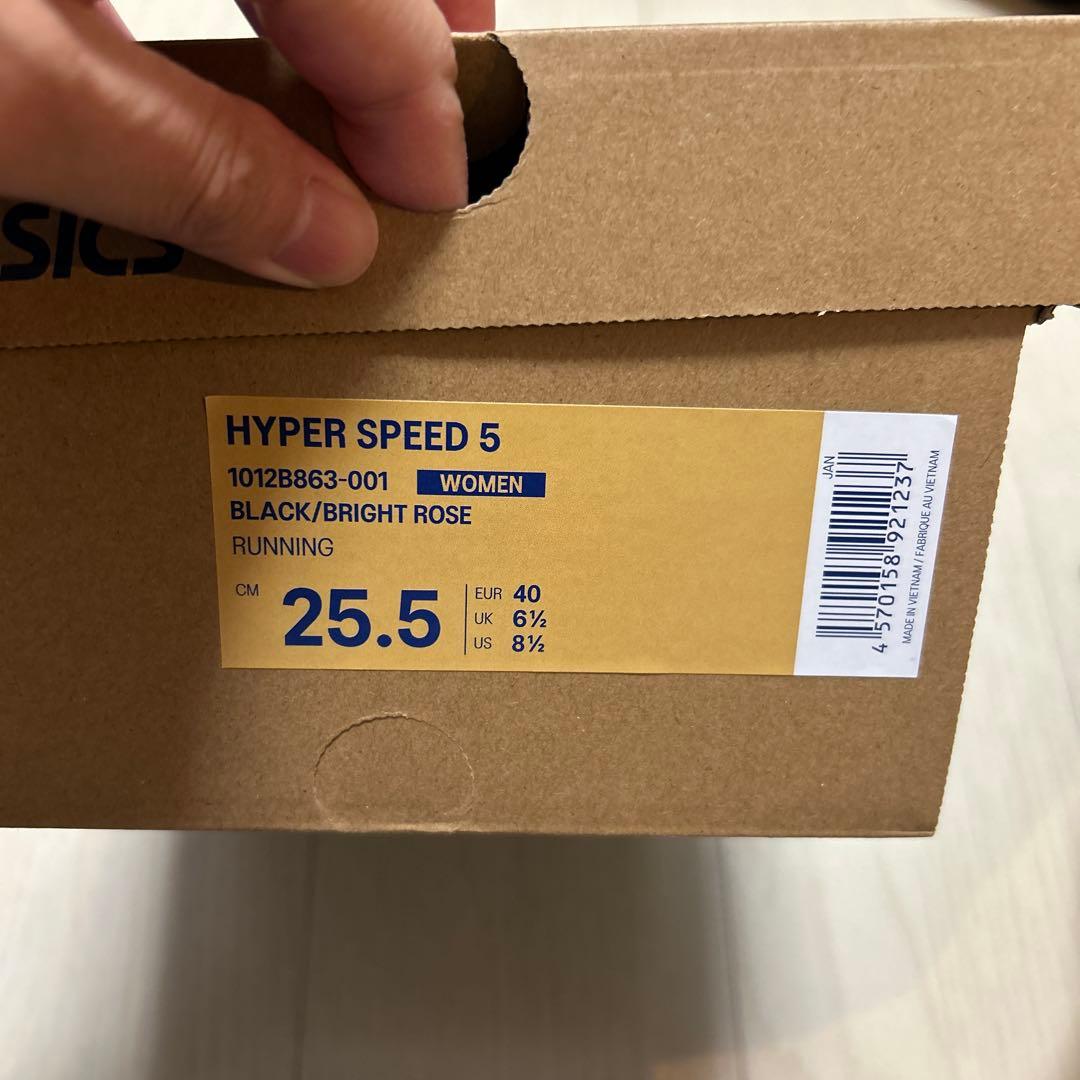 SICS
HYPER SPEED 5
1012B863-001 WOMEN
BLACK/BRIGHT ROSE
RUNNING
CM 25.5
EUR 40
UK 6½
US 8½
JAN
4 570158 921237
MADE IN VIETNAM / FABRIQUE AU VIETNAM